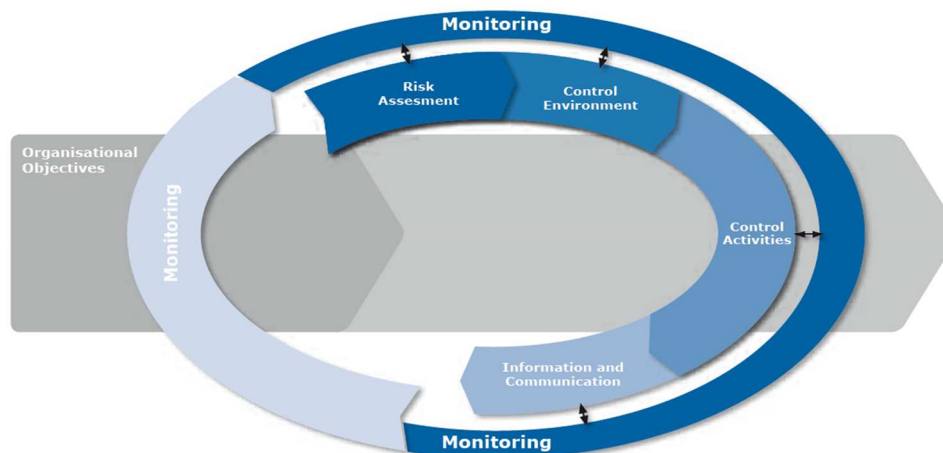 Monitoring
Risk
Assesment
Control
Environment
Organisational
Objectives
Monitoring
Control
Activities
Information and
Communication
Monitoring